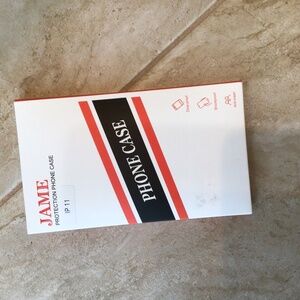 JAME
PROTECTION PHONE CASE
IP 11
PHONE CASE